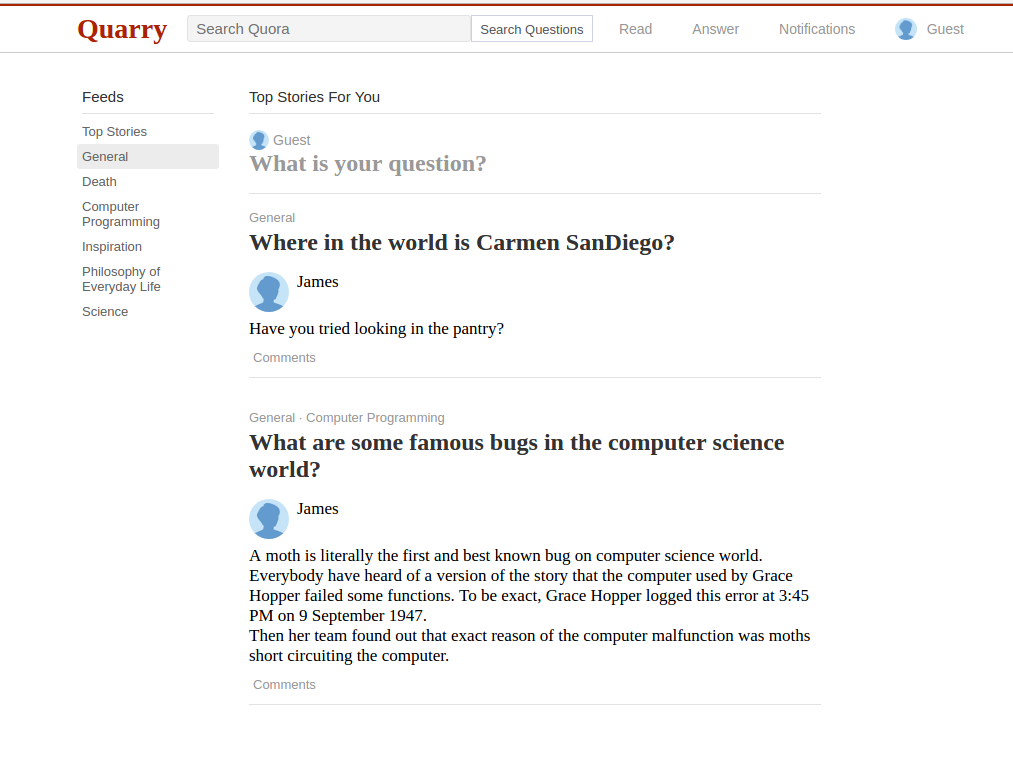 Quarry
Search Quora
Search Questions
Read
Answer
Notifications
Guest
Feeds
Top Stories
General
Death
Computer
Programming
Inspiration
Philosophy of
Everyday Life
Science
Top Stories For You
Guest
What is your question?
General
Where in the world is Carmen SanDiego?
James
Have you tried looking in the pantry?
Comments
General · Computer Programming
What are some famous bugs in the computer science
world?
James
A moth is literally the first and best known bug on computer science world.
Everybody have heard of a version of the story that the computer used by Grace
Hopper failed some functions. To be exact, Grace Hopper logged this error at 3:45
PM on 9 September 1947.
Then her team found out that exact reason of the computer malfunction was moths
short circuiting the computer.
Comments